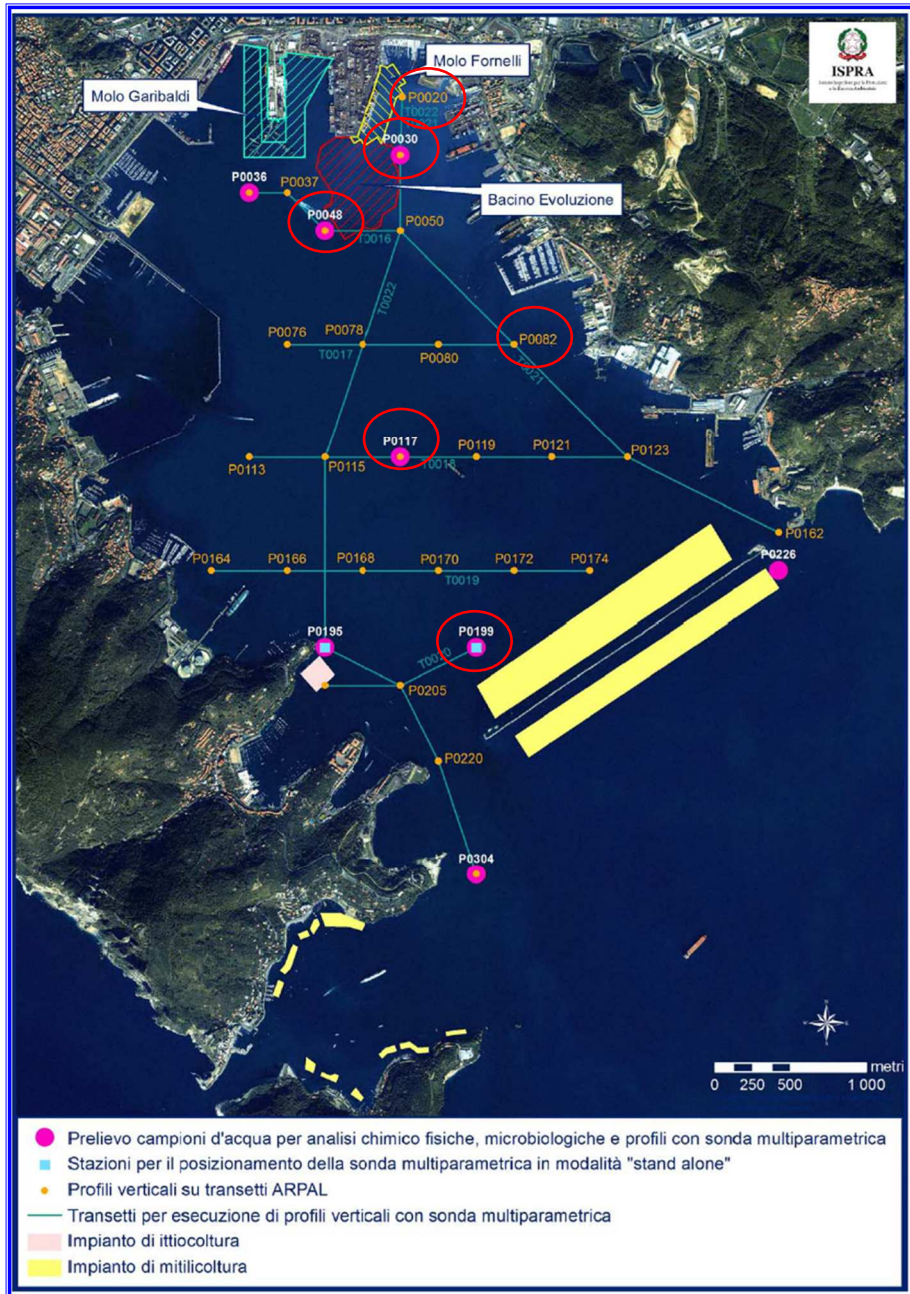 ISPRA
Molo Fornelli
Molo Garibaldi
P0020
T0022
T0021
P0030
P0036
P0037
Bacino Evoluzione
P0048
P0050
T0016
T0022
P0076
P0078
P0082
T0017
P0080
T0021
P0117
P0113
P0115
T0018
P0119
P0121
P0123
P0162
P0164
P0166
P0168
P0170
P0172
P0174
P0226
T0019
P0195
P0199
T0020
P0205
P0220
P0304
metri
0 250 500 1 000
Prelievo campioni d'acqua per analisi chimico fisiche, microbiologiche e profili con sonda multiparametrica
Stazioni per il posizionamento della sonda multiparametrica in modalità "stand alone"
Profili verticali su transetti ARPAL
Transetti per esecuzione di profili verticali con sonda multiparametrica
Impianto di ittiocoltura
Impianto di mitilicoltura